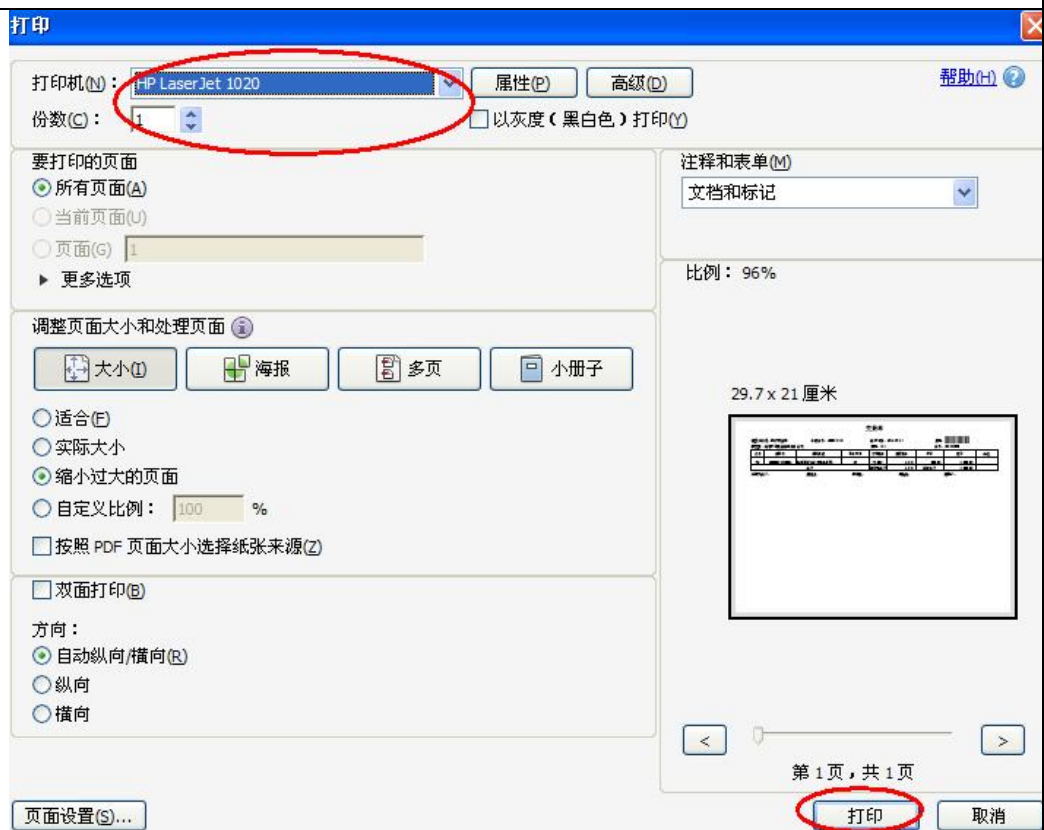 打印
打印机(N)： HP LaserJet 1020 属性(P) 高级(D) 帮助(H)
份数(C)： 1 以灰度（黑白色）打印(Y)
要打印的页面
所有页面(A)
当前页面(U)
页面(G) 1
更多选项
注释和表单(M)
文档和标记
比例： 96%
调整页面大小和处理页面
大小(I) 海报 多页 小册子
适合(F)
实际大小
缩小过大的页面
自定义比例： 100 %
按照 PDF 页面大小选择纸张来源(Z)
29.7 x 21 厘米
双面打印(B)
方向：
自动纵向/横向(R)
纵向
横向
< >
第 1 页，共 1 页
页面设置(S)... 打印 取消